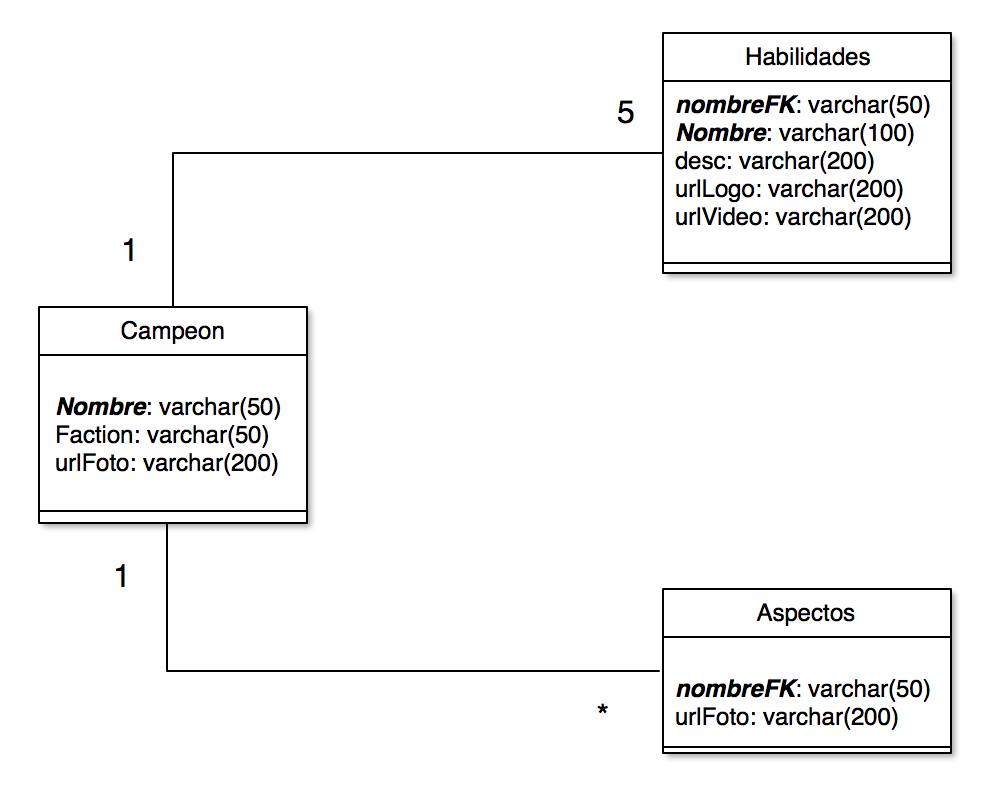 Habilidades
nombreFK: varchar(50)
Nombre: varchar(100)
desc: varchar(200)
urlLogo: varchar(200)
urlVideo: varchar(200)
5
1
Campeon
Nombre: varchar(50)
Faction: varchar(50)
urlFoto: varchar(200)
1
*
Aspectos
nombreFK: varchar(50)
urlFoto: varchar(200)